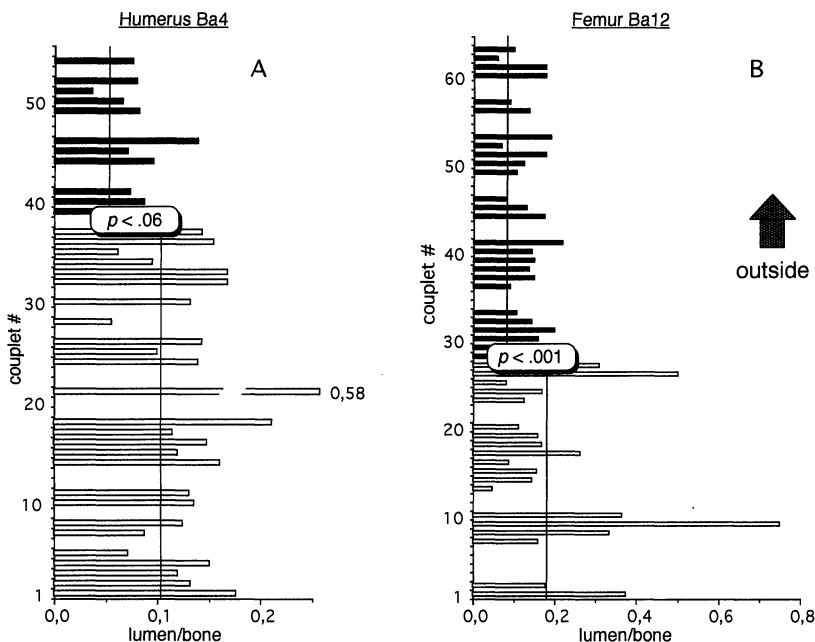 Humerus Ba4
A
50
40
p < .06
30
couplet #
20
0,58
10
1
0,0
0,1
0,2
lumen/bone
Femur Ba12
B
60
50
40
outside
couplet #
30
p < .001
20
10
1
0,0
0,2
0,4
0,6
0,8
lumen/bone